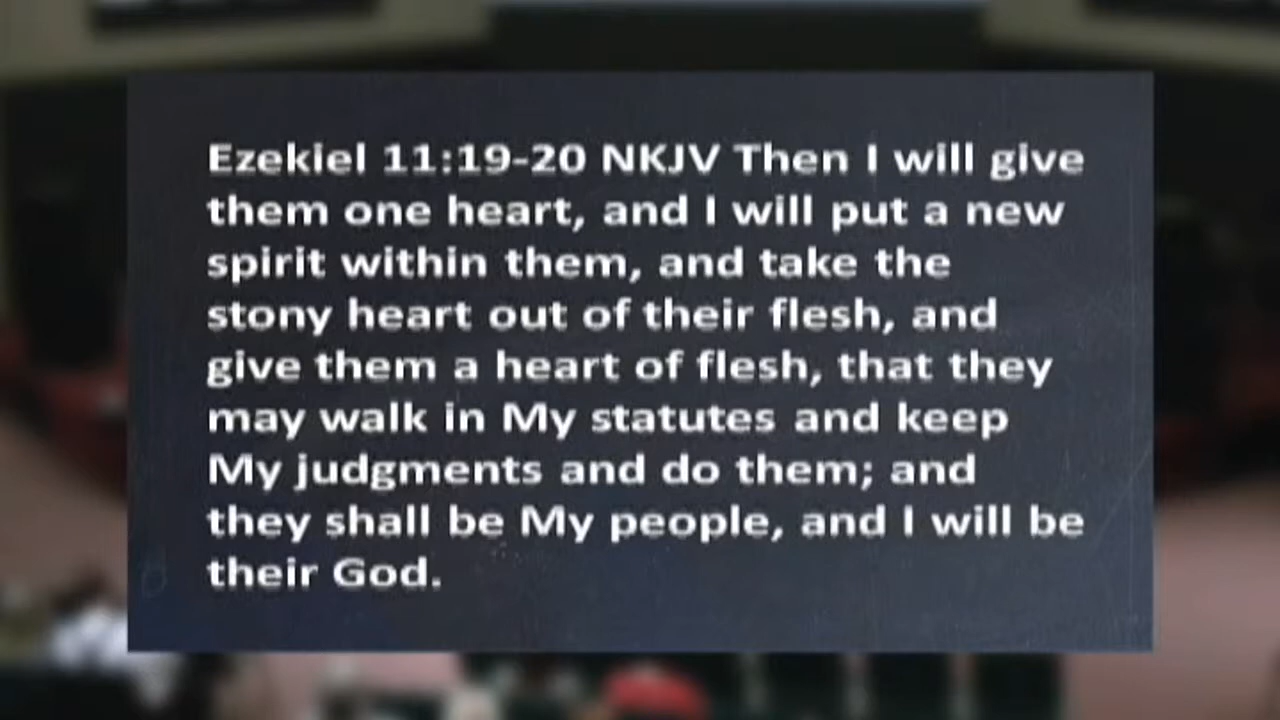 Ezekiel 11:19-20 NKJV Then I will give
them one heart, and I will put a new
spirit within them, and take the
stony heart out of their flesh, and
give them a heart of flesh, that they
may walk in My statutes and keep
My judgments and do them; and
they shall be My people, and I will be
their God.